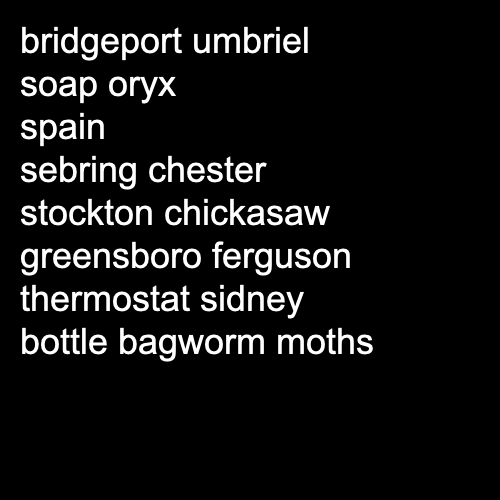 bridgeport umbriel
soap oryx
spain
sebring chester
stockton chickasaw
greensboro ferguson
thermostat sidney
bottle bagworm moths